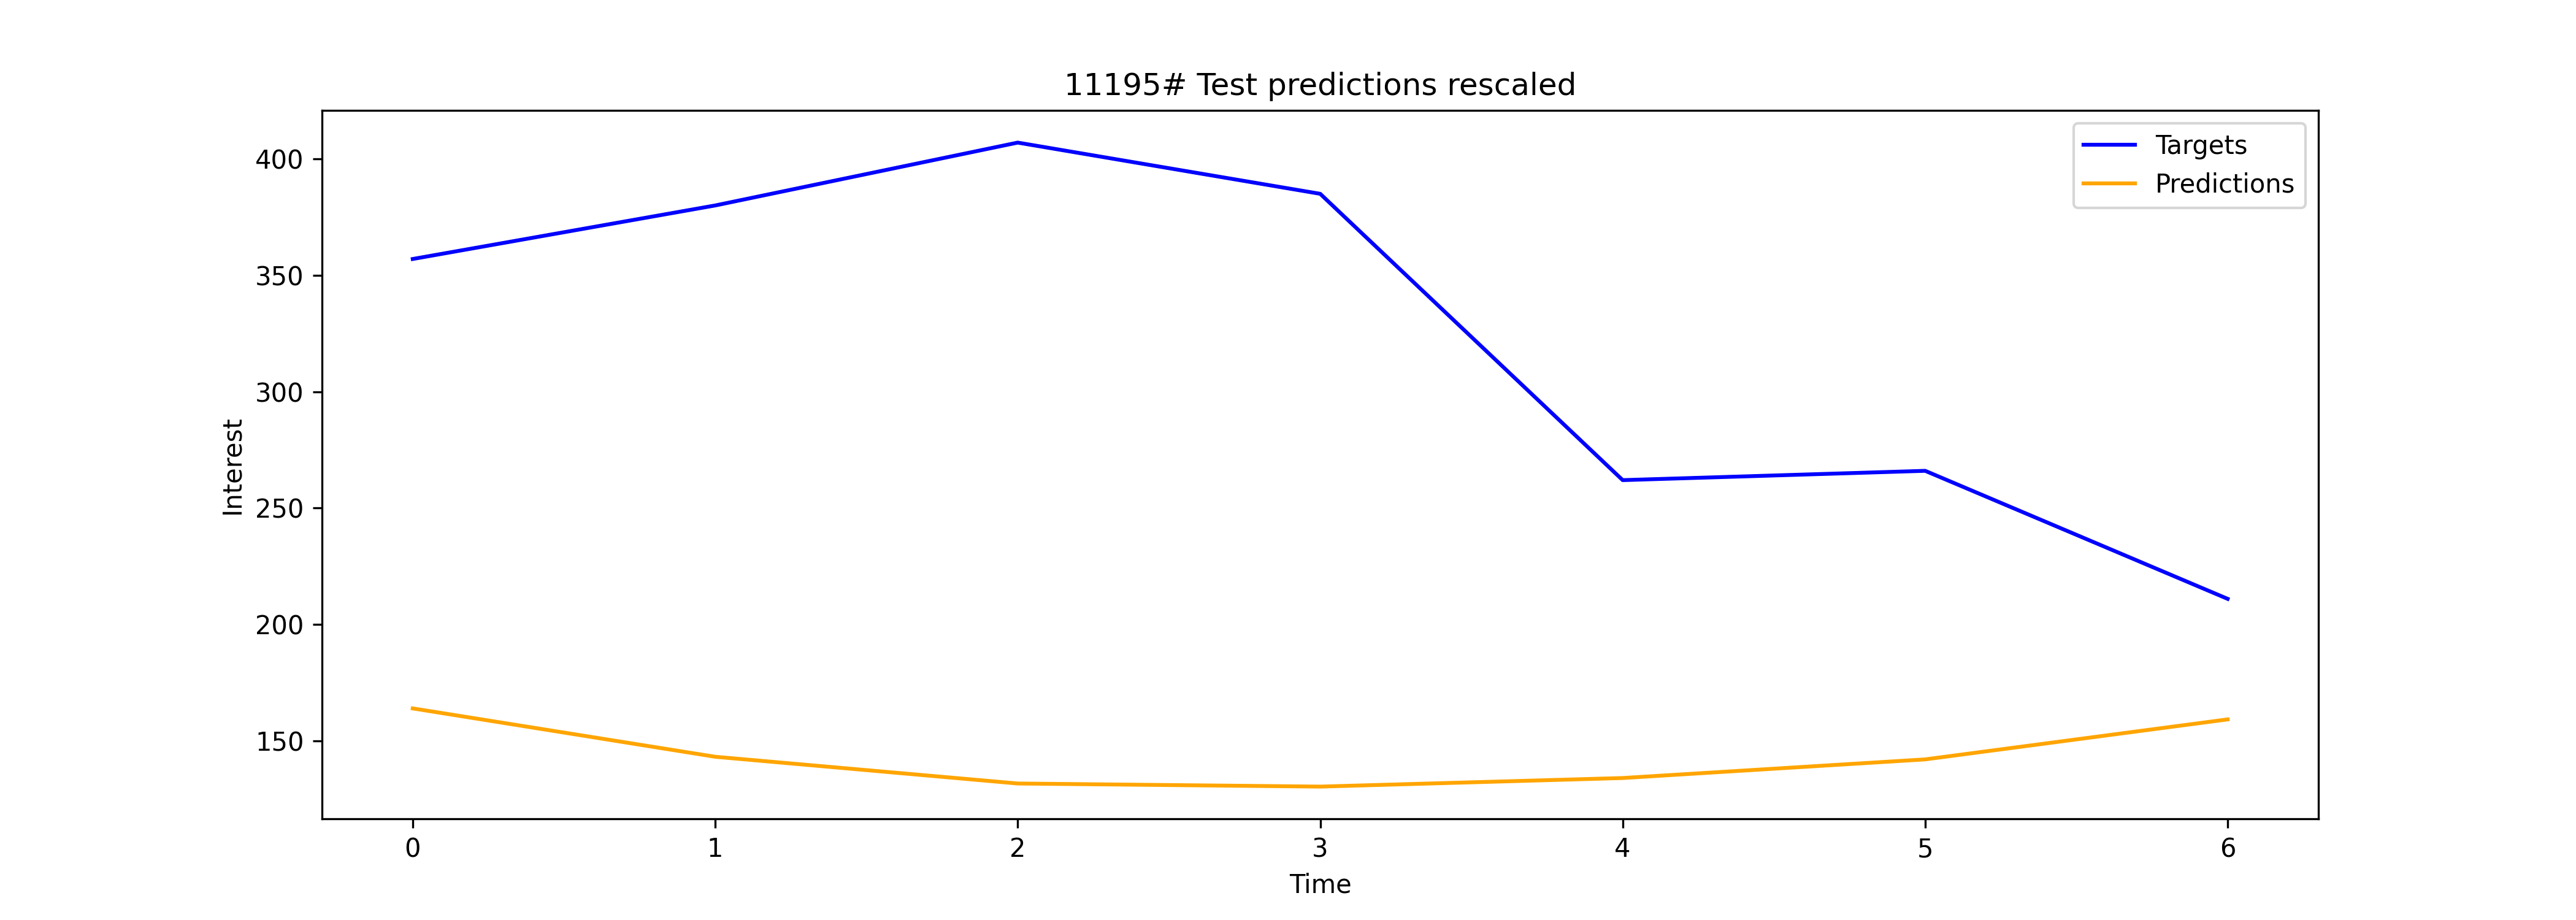 11195# Test predictions rescaled
Targets
Predictions
400
350
300
250
200
150
Interest
0 1 2 3 4 5 6
Time